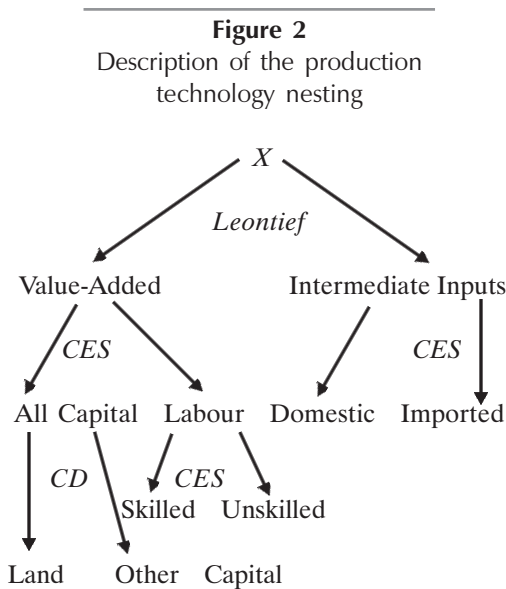 Figure 2
Description of the production
technology nesting
X
Leontief
Value-Added Intermediate Inputs
CES CES
All Capital Labour Domestic Imported
CD CES
Skilled Unskilled
Land Other Capital